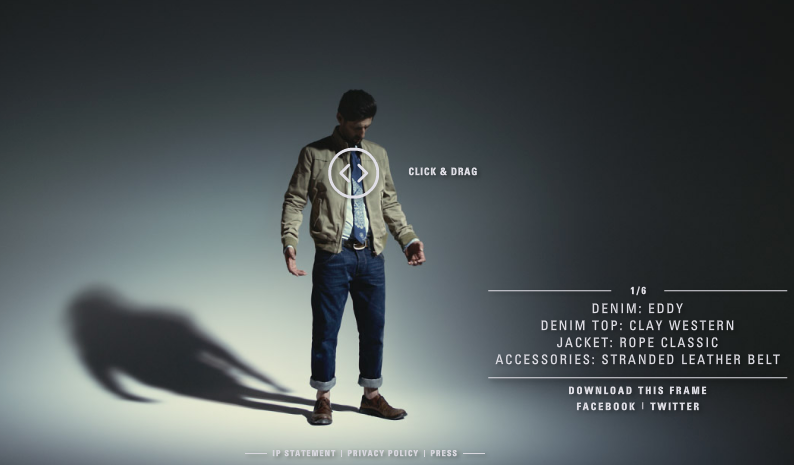 CLICK & DRAG
1/6
DENIM: EDDY
DENIM TOP: CLAY WESTERN
JACKET: ROPE CLASSIC
ACCESSORIES: STRANDED LEATHER BELT
DOWNLOAD THIS FRAME
FACEBOOK | TWITTER
IP STATEMENT | PRIVACY POLICY | PRESS